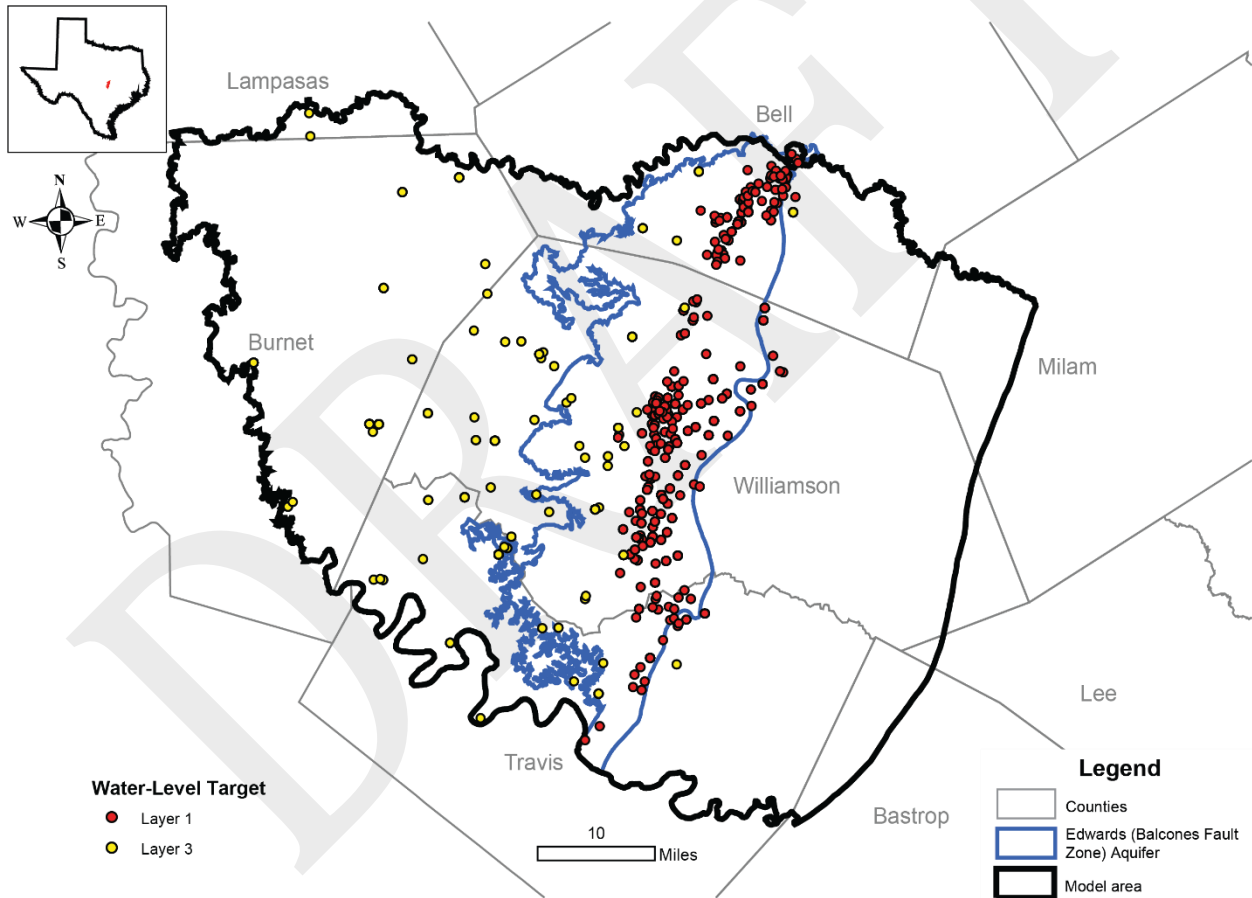 Lampasas
Bell
N
W
E
S
Burnet
Milam
Williamson
Lee
Travis
Bastrop
DRAFT
Water-Level Target
Layer 1
Layer 3
10
Miles
Legend
Counties
Edwards (Balcones Fault
Zone) Aquifer
Model area